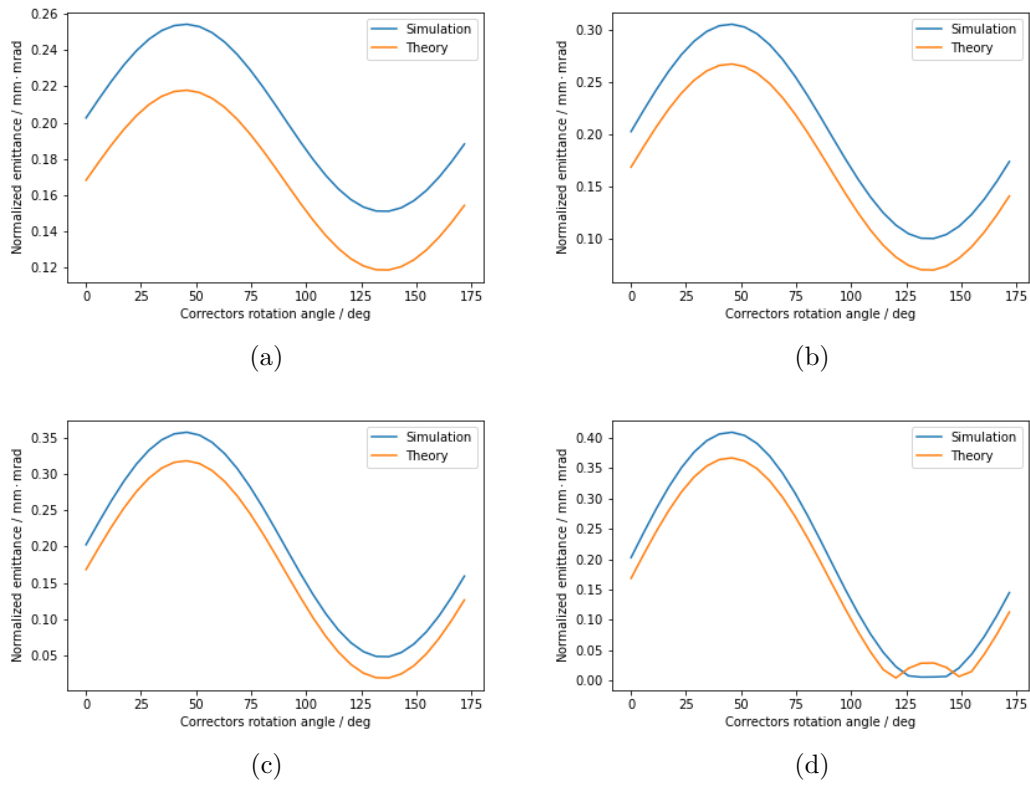 0.26
0.24
0.22
0.20
0.18
0.16
0.14
0.12
Normalized emittance / mm · mrad
Simulation
Theory
0 25 50 75 100 125 150 175
Correctors rotation angle / deg
(a)
0.30
0.25
0.20
0.15
0.10
Normalized emittance / mm · mrad
Simulation
Theory
0 25 50 75 100 125 150 175
Correctors rotation angle / deg
(b)
0.35
0.30
0.25
0.20
0.15
0.10
0.05
Normalized emittance / mm · mrad
Simulation
Theory
0 25 50 75 100 125 150 175
Correctors rotation angle / deg
(c)
0.40
0.35
0.30
0.25
0.20
0.15
0.10
0.05
0.00
Normalized emittance / mm · mrad
Simulation
Theory
0 25 50 75 100 125 150 175
Correctors rotation angle / deg
(d)